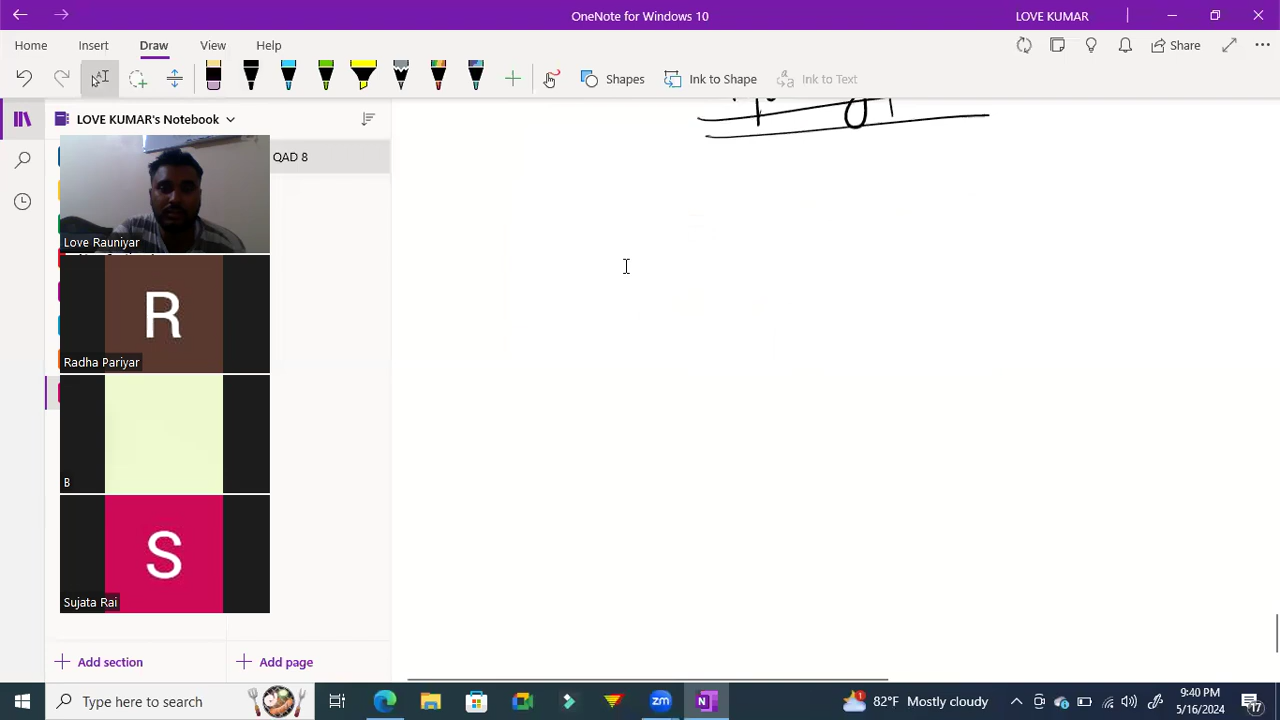 OneNote for Windows 10
LOVE KUMAR
Home
Insert
Draw
View
Help
Share
Shapes
Ink to Shape
Ink to Text
LOVE KUMAR's Notebook
QAD 8
Love Rauniyar
R
Radha Pariyar
B
S
Sujata Rai
Add section
Add page
Type here to search
zm
N
82°F Mostly cloudy
9:40 PM
5/16/2024
17